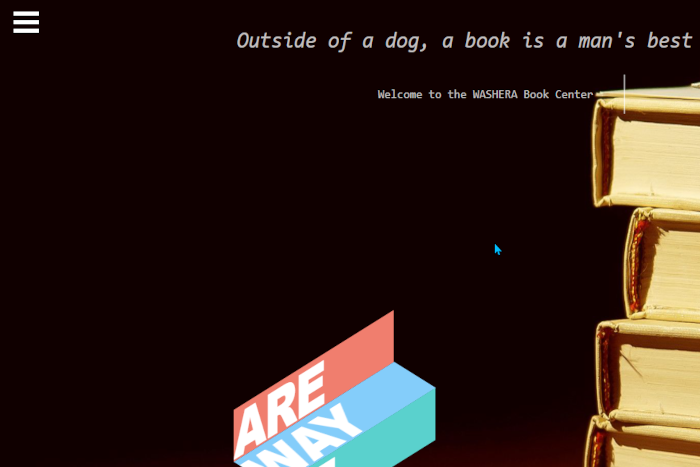 Outside of a dog, a book is a man's best
Welcome to the WASHERA Book Center
ARE
WAY